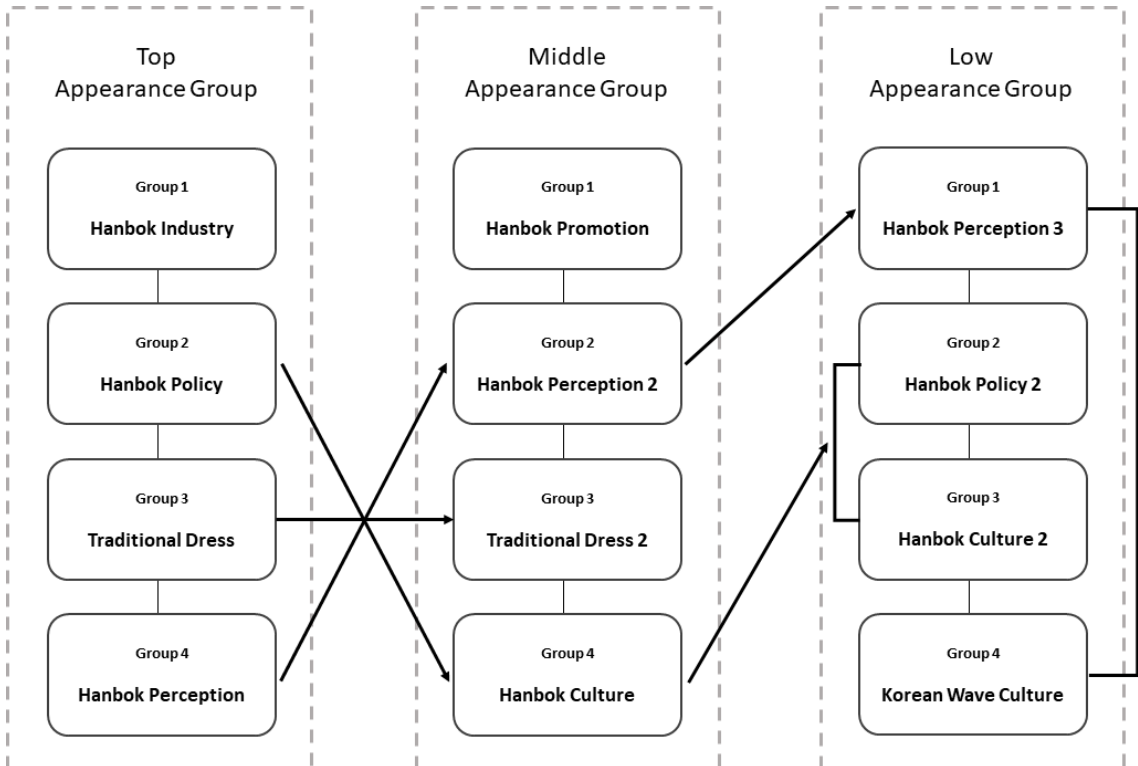 Top
Appearance Group
Group 1
Hanbok Industry
Group 2
Hanbok Policy
Group 3
Traditional Dress
Group 4
Hanbok Perception
Middle
Appearance Group
Group 1
Hanbok Promotion
Group 2
Hanbok Perception 2
Group 3
Traditional Dress 2
Group 4
Hanbok Culture
Low
Appearance Group
Group 1
Hanbok Perception 3
Group 2
Hanbok Policy 2
Group 3
Hanbok Culture 2
Group 4
Korean Wave Culture